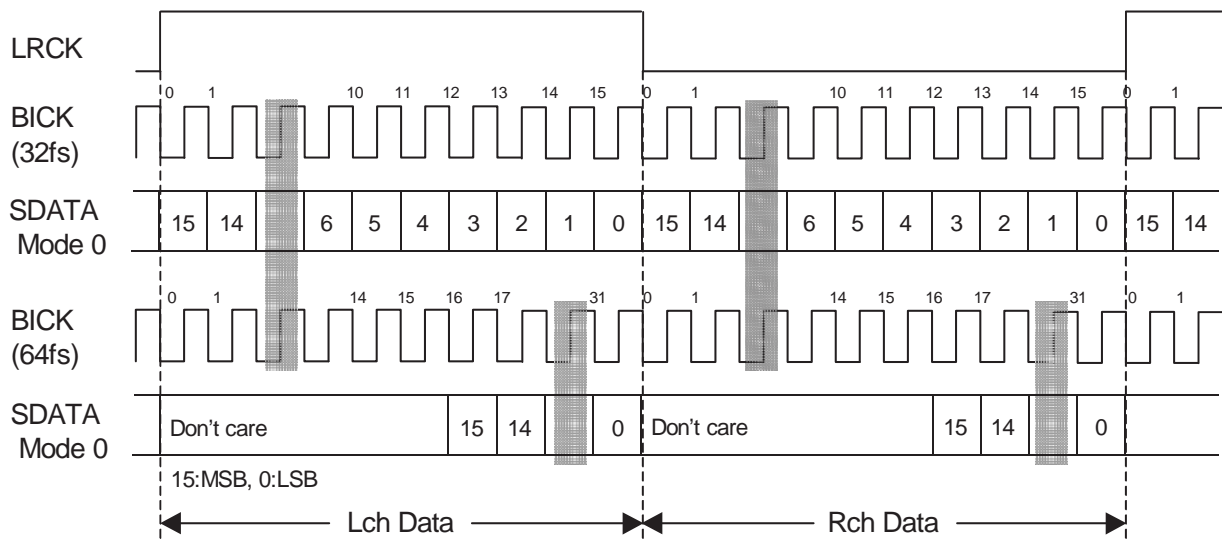 LRCK
0 1 10 11 12 13 14 15 0 1 10 11 12 13 14 15 0 1
BICK
(32fs)
SDATA
Mode 0
15 14 6 5 4 3 2 1 0 15 14 6 5 4 3 2 1 0 15 14
0 1 14 15 16 17 31 0 1 14 15 16 17 31 0 1
BICK
(64fs)
SDATA
Mode 0
Don't care 15 14 0 Don't care 15 14 0
15:MSB, 0:LSB
Lch Data Rch Data